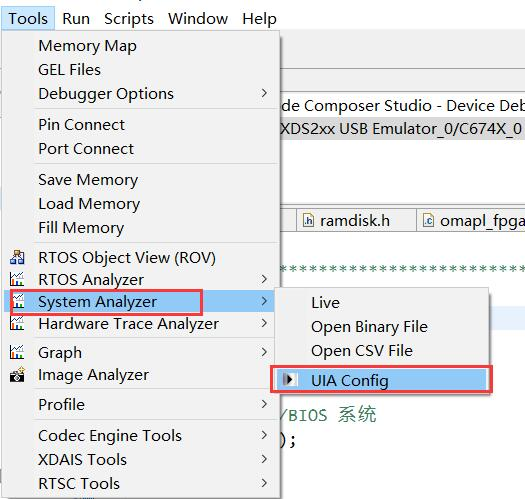 Tools Run Scripts Window Help
Memory Map
GEL Files
Debugger Options
de Composer Studio - Device Deb
Pin Connect
XDS2xx USB Emulator_0/C674X_0
Port Connect
Save Memory
Load Memory
Fill Memory
ramdisk.h
omapl_fpga
RTOS Object View (ROV)
*****************************
RTOS Analyzer
System Analyzer
Hardware Trace Analyzer
Live
Open Binary File
Open CSV File
UIA Config
Graph
Image Analyzer
Profile
/BIOS 系统
);
Codec Engine Tools
XDAIS Tools
RTSC Tools